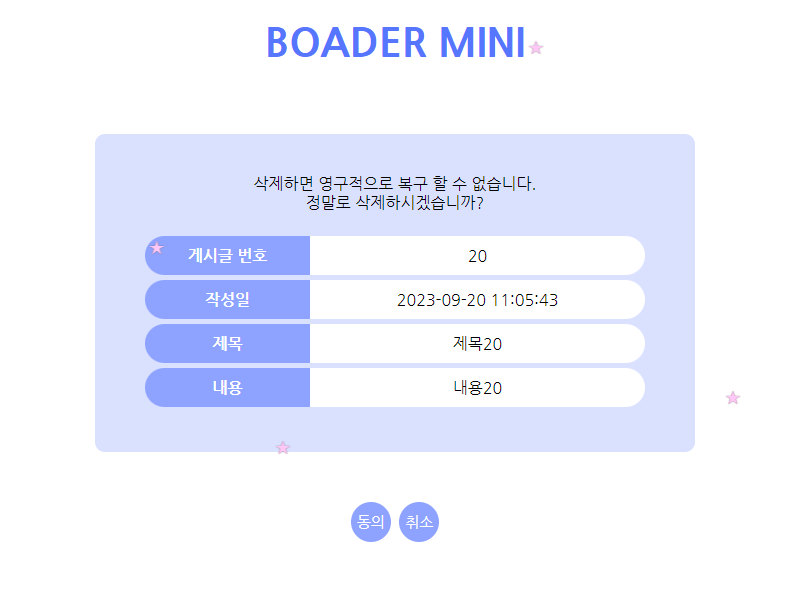 BOADER MINI
삭제하면 영구적으로 복구 할 수 없습니다.
정말로 삭제하시겠습니까?
게시글 번호 20
작성일 2023-09-20 11:05:43
제목 제목20
내용 내용20
동의 취소